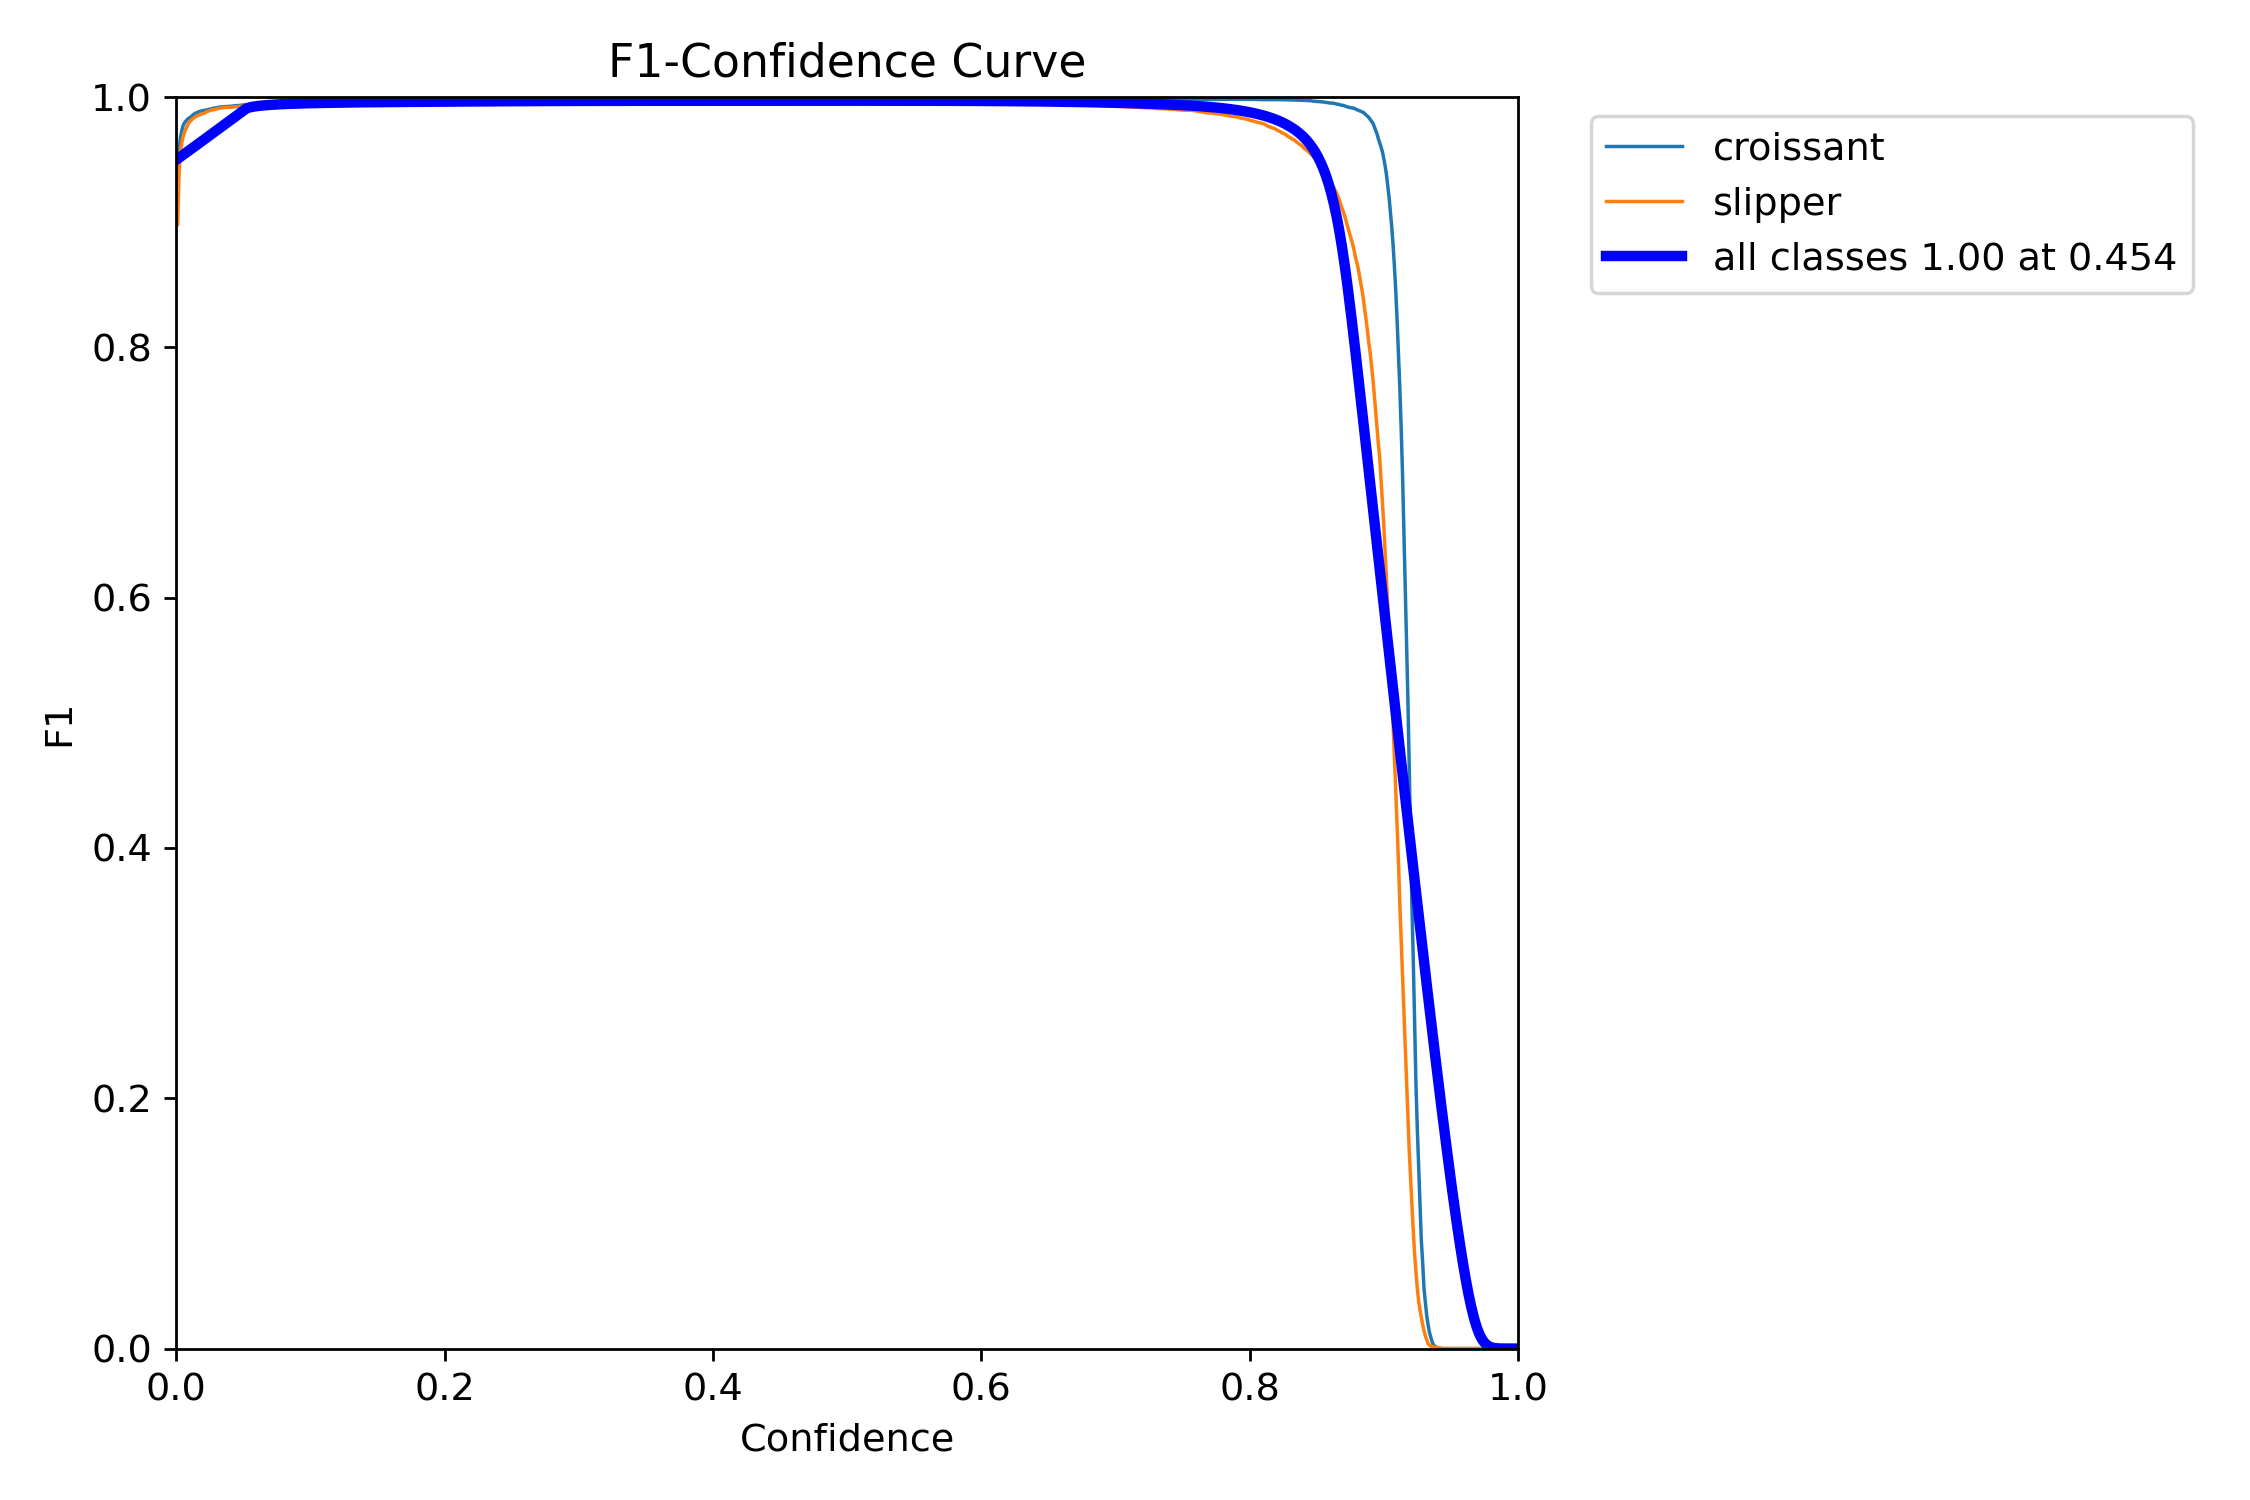 F1-Confidence Curve
1.0
0.8
0.6
0.4
0.2
0.0
F1
0.0 0.2 0.4 0.6 0.8 1.0
Confidence
croissant
slipper
all classes 1.00 at 0.454